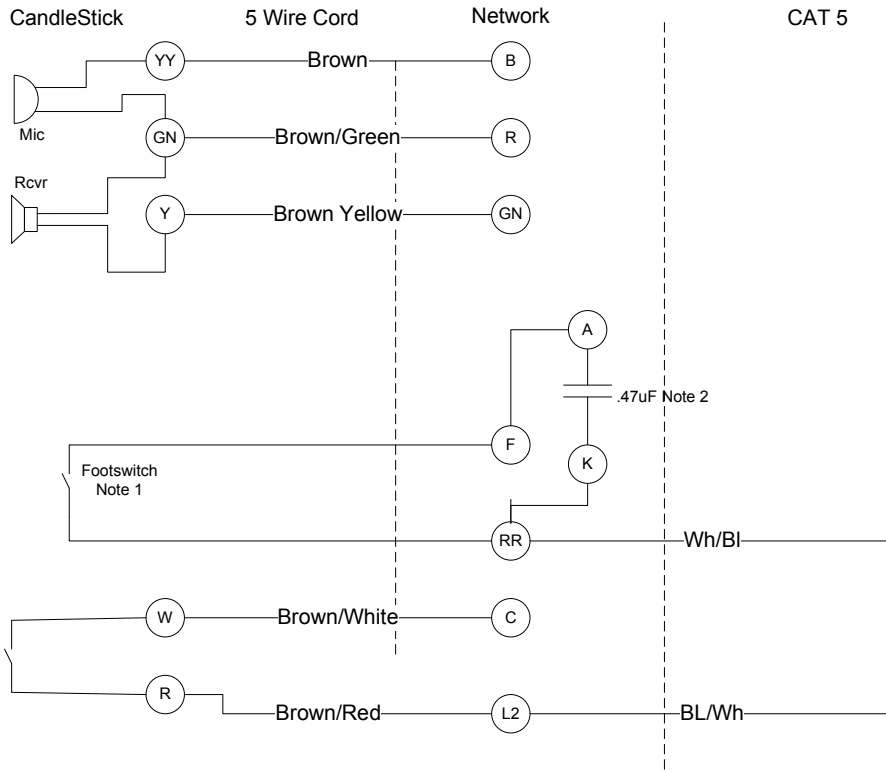 CandleStick 5 Wire Cord Network CAT 5
YY Brown B
Mic
GN Brown/Green R
Rcvr
Y Brown Yellow GN
A
.47uF Note 2
F
K
Footswitch
Note 1
RR Wh/Bl
W Brown/White C
R Brown/Red L2 BL/Wh